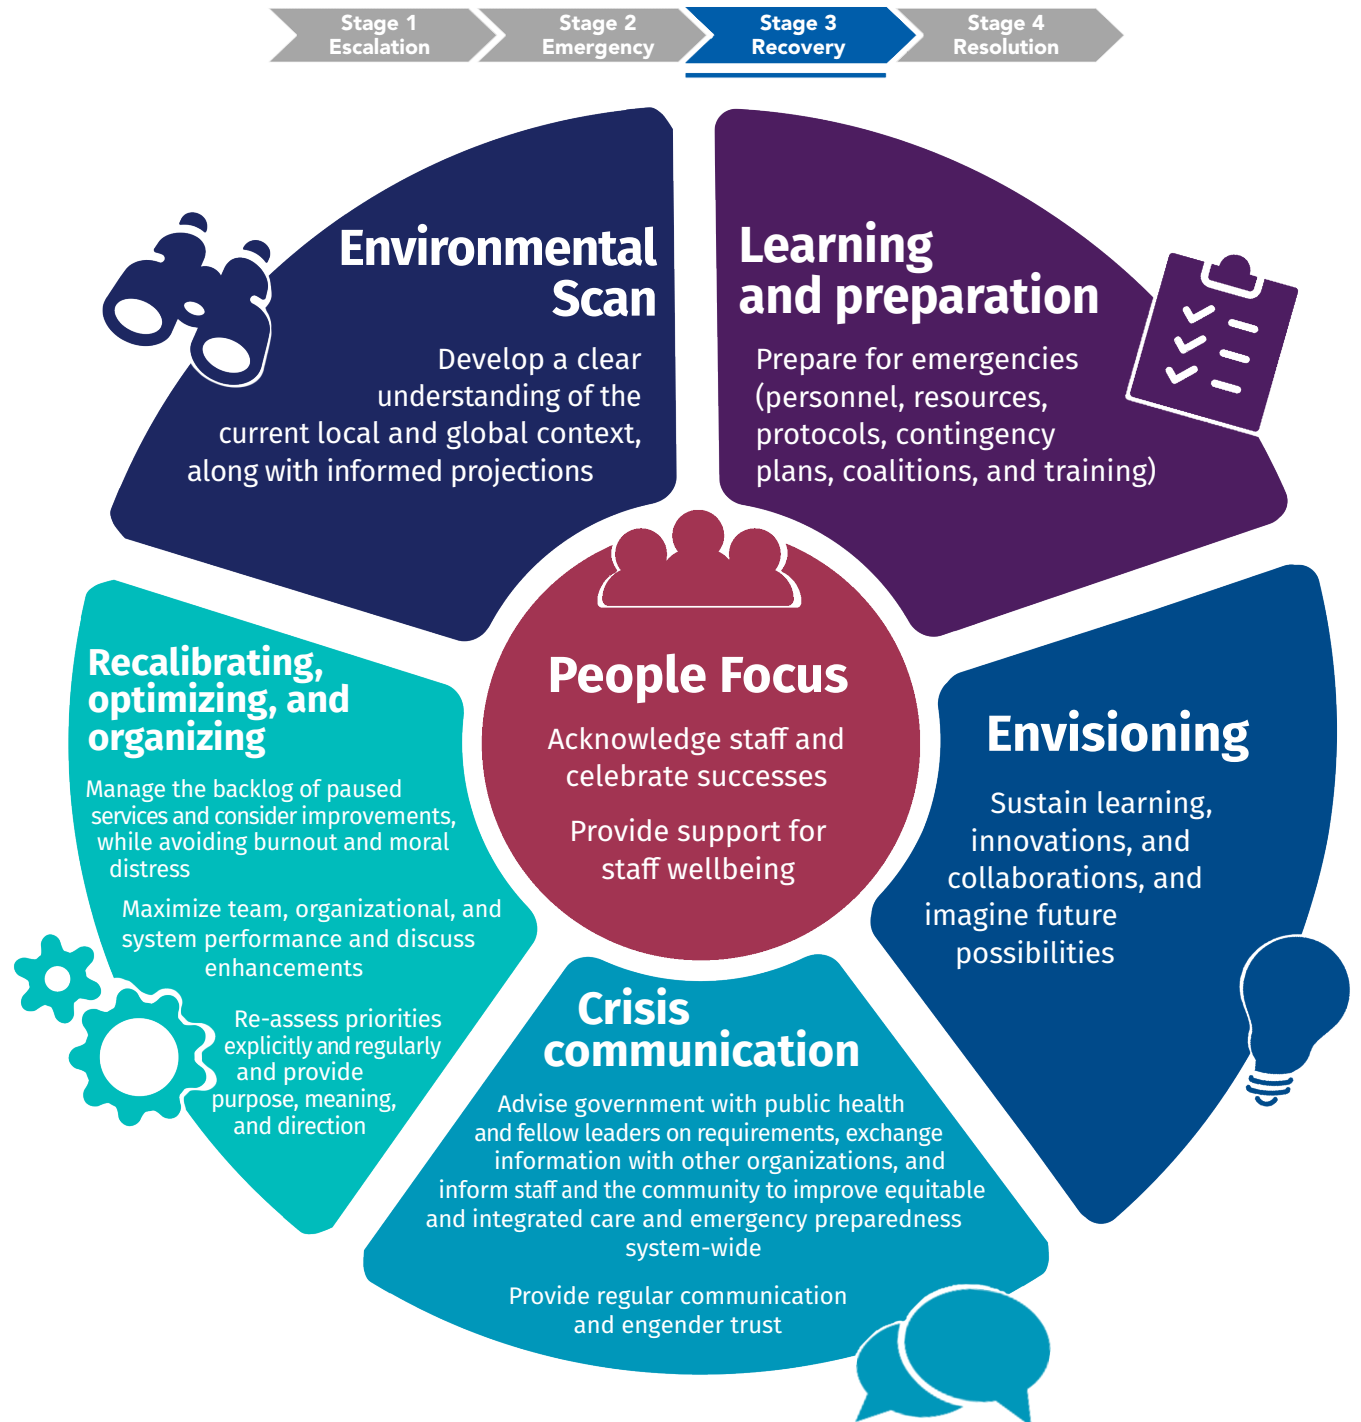 Stage 1
Escalation
Stage 2
Emergency
Stage 3
Recovery
Stage 4
Resolution
Environmental
Scan
Develop a clear
understanding of the
current local and global context,
along with informed projections
Learning
and preparation
Prepare for emergencies
(personnel, resources,
protocols, contingency
plans, coalitions, and training)
People Focus
Acknowledge staff and
celebrate successes
Provide support for
staff wellbeing
Recalibrating,
optimizing, and
organizing
Manage the backlog of paused
services and consider improvements,
while avoiding burnout and moral
distress
Maximize team, organizational, and
system performance and discuss
enhancements
Re-assess priorities
explicitly and regularly
and provide
purpose, meaning,
and direction
Envisioning
Sustain learning,
innovations, and
collaborations, and
imagine future
possibilities
Crisis
communication
Advise government with public health
and fellow leaders on requirements, exchange
information with other organizations, and
inform staff and the community to improve equitable
and integrated care and emergency preparedness
system-wide
Provide regular communication
and engender trust